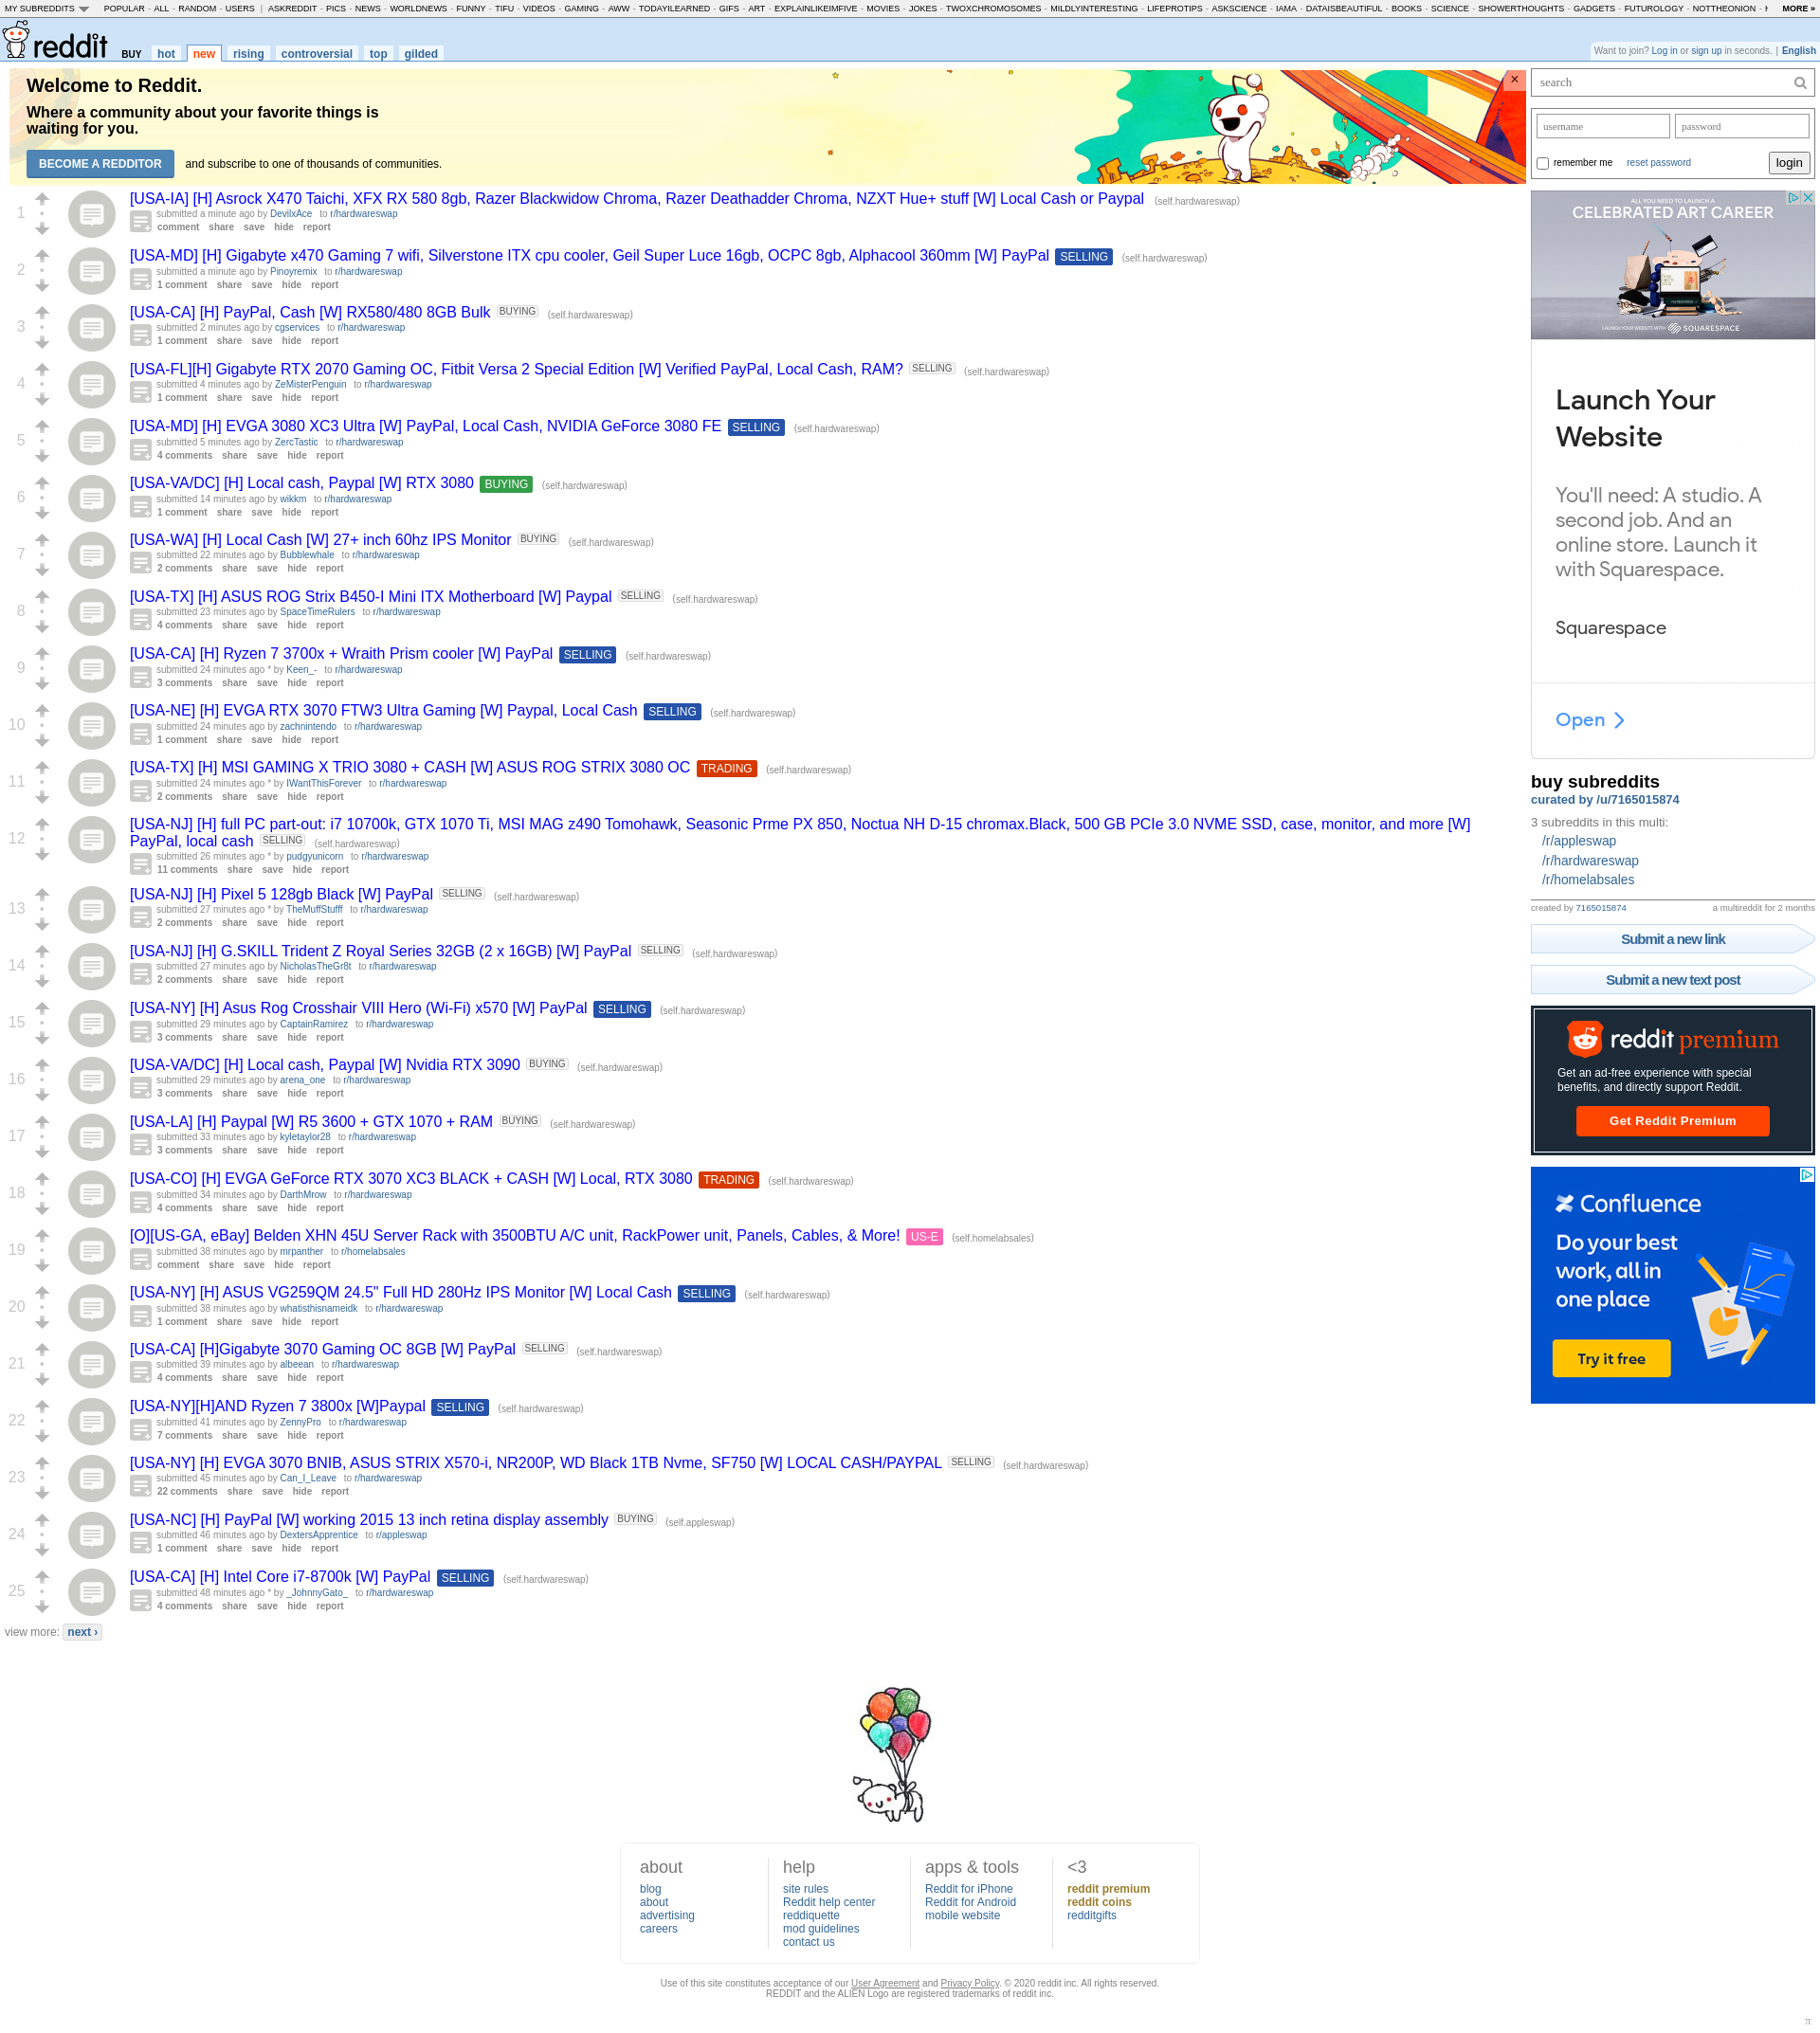 MY SUBREDDITS POPULAR - ALL - RANDOM - USERS | ASKREDDIT - PICS - NEWS - WORLDNEWS - FUNNY - TIFU - VIDEOS - GAMING - AWW - TODAYILEARNED - GIFS - ART - EXPLAINLIKEIMFIVE - MOVIES - JOKES - TWOXCHROMOSOMES - MILDLYINTERESTING - LIFEPROTIPS - ASKSCIENCE - IAMA - DATAISBEAUTIFUL - BOOKS - SCIENCE - SHOWERTHOUGHTS - GADGETS - FUTUROLOGY - NOTTHEONION - MORE »
reddit BUY hot new rising controversial top gilded
Want to join? Log in or sign up in seconds. | English
Welcome to Reddit.
Where a community about your favorite things is
waiting for you.
BECOME A REDDITOR and subscribe to one of thousands of communities.
1
[USA-IA] [H] Asrock X470 Taichi, XFX RX 580 8gb, Razer Blackwidow Chroma, Razer Deathadder Chroma, NZXT Hue+ stuff [W] Local Cash or Paypal (self.hardwareswap)
submitted a minute ago by DevilxAce to r/hardwareswap
comment share save hide report
2
[USA-MD] [H] Gigabyte x470 Gaming 7 wifi, Silverstone ITX cpu cooler, Geil Super Luce 16gb, OCPC 8gb, Alphacool 360mm [W] PayPal SELLING (self.hardwareswap)
submitted a minute ago by Pinoyremix to r/hardwareswap
1 comment share save hide report
3
[USA-CA] [H] PayPal, Cash [W] RX580/480 8GB Bulk BUYING (self.hardwareswap)
submitted 2 minutes ago by cgservices to r/hardwareswap
1 comment share save hide report
4
[USA-FL][H] Gigabyte RTX 2070 Gaming OC, Fitbit Versa 2 Special Edition [W] Verified PayPal, Local Cash, RAM? SELLING (self.hardwareswap)
submitted 4 minutes ago by ZeMisterPenguin to r/hardwareswap
1 comment share save hide report
5
[USA-MD] [H] EVGA 3080 XC3 Ultra [W] PayPal, Local Cash, NVIDIA GeForce 3080 FE SELLING (self.hardwareswap)
submitted 5 minutes ago by ZercTastic to r/hardwareswap
4 comments share save hide report
6
[USA-VA/DC] [H] Local cash, Paypal [W] RTX 3080 BUYING (self.hardwareswap)
submitted 14 minutes ago by wikkm to r/hardwareswap
1 comment share save hide report
7
[USA-WA] [H] Local Cash [W] 27+ inch 60hz IPS Monitor BUYING (self.hardwareswap)
submitted 22 minutes ago by Bubblewhale to r/hardwareswap
2 comments share save hide report
8
[USA-TX] [H] ASUS ROG Strix B450-I Mini ITX Motherboard [W] Paypal SELLING (self.hardwareswap)
submitted 23 minutes ago by SpaceTimeRulers to r/hardwareswap
4 comments share save hide report
9
[USA-CA] [H] Ryzen 7 3700x + Wraith Prism cooler [W] PayPal SELLING (self.hardwareswap)
submitted 24 minutes ago * by Keen_- to r/hardwareswap
3 comments share save hide report
10
[USA-NE] [H] EVGA RTX 3070 FTW3 Ultra Gaming [W] Paypal, Local Cash SELLING (self.hardwareswap)
submitted 24 minutes ago by zachnintendo to r/hardwareswap
1 comment share save hide report
11
[USA-TX] [H] MSI GAMING X TRIO 3080 + CASH [W] ASUS ROG STRIX 3080 OC TRADING (self.hardwareswap)
submitted 24 minutes ago * by IWantThisForever to r/hardwareswap
2 comments share save hide report
12
[USA-NJ] [H] full PC part-out: i7 10700k, GTX 1070 Ti, MSI MAG z490 Tomohawk, Seasonic Prme PX 850, Noctua NH D-15 chromax.Black, 500 GB PCIe 3.0 NVME SSD, case, monitor, and more [W]
PayPal, local cash SELLING (self.hardwareswap)
submitted 26 minutes ago * by pudgyunicorn to r/hardwareswap
11 comments share save hide report
13
[USA-NJ] [H] Pixel 5 128gb Black [W] PayPal SELLING (self.hardwareswap)
submitted 27 minutes ago * by TheMuffStufff to r/hardwareswap
2 comments share save hide report
14
[USA-NJ] [H] G.SKILL Trident Z Royal Series 32GB (2 x 16GB) [W] PayPal SELLING (self.hardwareswap)
submitted 27 minutes ago by NicholasTheGr8t to r/hardwareswap
2 comments share save hide report
15
[USA-NY] [H] Asus Rog Crosshair VIII Hero (Wi-Fi) x570 [W] PayPal SELLING (self.hardwareswap)
submitted 29 minutes ago by CaptainRamirez to r/hardwareswap
3 comments share save hide report
16
[USA-VA/DC] [H] Local cash, Paypal [W] Nvidia RTX 3090 BUYING (self.hardwareswap)
submitted 29 minutes ago by arena_one to r/hardwareswap
3 comments share save hide report
17
[USA-LA] [H] Paypal [W] R5 3600 + GTX 1070 + RAM BUYING (self.hardwareswap)
submitted 33 minutes ago by kyletaylor28 to r/hardwareswap
3 comments share save hide report
18
[USA-CO] [H] EVGA GeForce RTX 3070 XC3 BLACK + CASH [W] Local, RTX 3080 TRADING (self.hardwareswap)
submitted 34 minutes ago by DarthMrow to r/hardwareswap
4 comments share save hide report
19
[O][US-GA, eBay] Belden XHN 45U Server Rack with 3500BTU A/C unit, RackPower unit, Panels, Cables, & More! US-E (self.homelabsales)
submitted 38 minutes ago by mrpanther to r/homelabsales
comment share save hide report
20
[USA-NY] [H] ASUS VG259QM 24.5" Full HD 280Hz IPS Monitor [W] Local Cash SELLING (self.hardwareswap)
submitted 38 minutes ago by whatisthisnameidk to r/hardwareswap
1 comment share save hide report
21
[USA-CA] [H]Gigabyte 3070 Gaming OC 8GB [W] PayPal SELLING (self.hardwareswap)
submitted 39 minutes ago by albeean to r/hardwareswap
4 comments share save hide report
22
[USA-NY][H]AND Ryzen 7 3800x [W]Paypal SELLING (self.hardwareswap)
submitted 41 minutes ago by ZennyPro to r/hardwareswap
7 comments share save hide report
23
[USA-NY] [H] EVGA 3070 BNIB, ASUS STRIX X570-i, NR200P, WD Black 1TB Nvme, SF750 [W] LOCAL CASH/PAYPAL SELLING (self.hardwareswap)
submitted 45 minutes ago by Can_I_Leave to r/hardwareswap
22 comments share save hide report
24
[USA-NC] [H] PayPal [W] working 2015 13 inch retina display assembly BUYING (self.appleswap)
submitted 46 minutes ago by DextersApprentice to r/appleswap
1 comment share save hide report
25
[USA-CA] [H] Intel Core i7-8700k [W] PayPal SELLING (self.hardwareswap)
submitted 48 minutes ago * by _JohnnyGato_ to r/hardwareswap
4 comments share save hide report
view more: next ›
search
username password
remember me reset password login
ALL YOU NEED TO LAUNCH A
CELEBRATED ART CAREER
LAUNCH YOUR WEBSITE WITH SQUARESPACE
Launch Your
Website
You'll need: A studio. A
second job. And an
online store. Launch it
with Squarespace.
Squarespace
Open
buy subreddits
curated by /u/7165015874
3 subreddits in this multi:
/r/appleswap
/r/hardwareswap
/r/homelabsales
created by 7165015874 a multireddit for 2 months
Submit a new link
Submit a new text post
reddit premium
Get an ad-free experience with special
benefits, and directly support Reddit.
Get Reddit Premium
Confluence
Do your best
work, all in
one place
Try it free
about
blog
about
advertising
careers
help
site rules
Reddit help center
reddiquette
mod guidelines
contact us
apps & tools
Reddit for iPhone
Reddit for Android
mobile website
<3
reddit premium
reddit coins
redditgifts
Use of this site constitutes acceptance of our User Agreement and Privacy Policy. © 2020 reddit inc. All rights reserved.
REDDIT and the ALIEN Logo are registered trademarks of reddit inc.
π